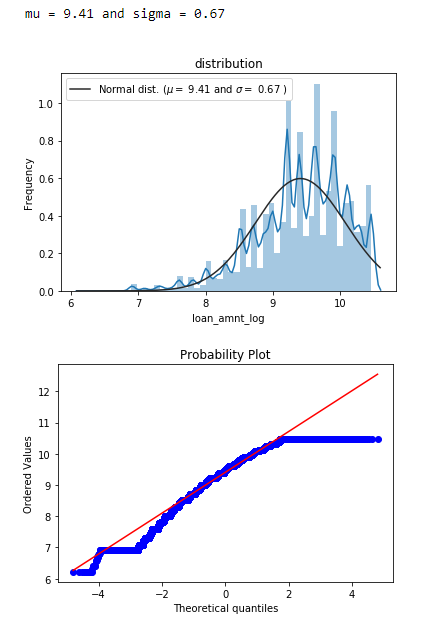 mu = 9.41 and sigma = 0.67
distribution
Normal dist. (μ = 9.41 and σ = 0.67 )
Frequency
1.0
0.8
0.6
0.4
0.2
0.0
6 7 8 9 10
loan_amnt_log
Probability Plot
Ordered Values
12
11
10
9
8
7
6
−4 −2 0 2 4
Theoretical quantiles